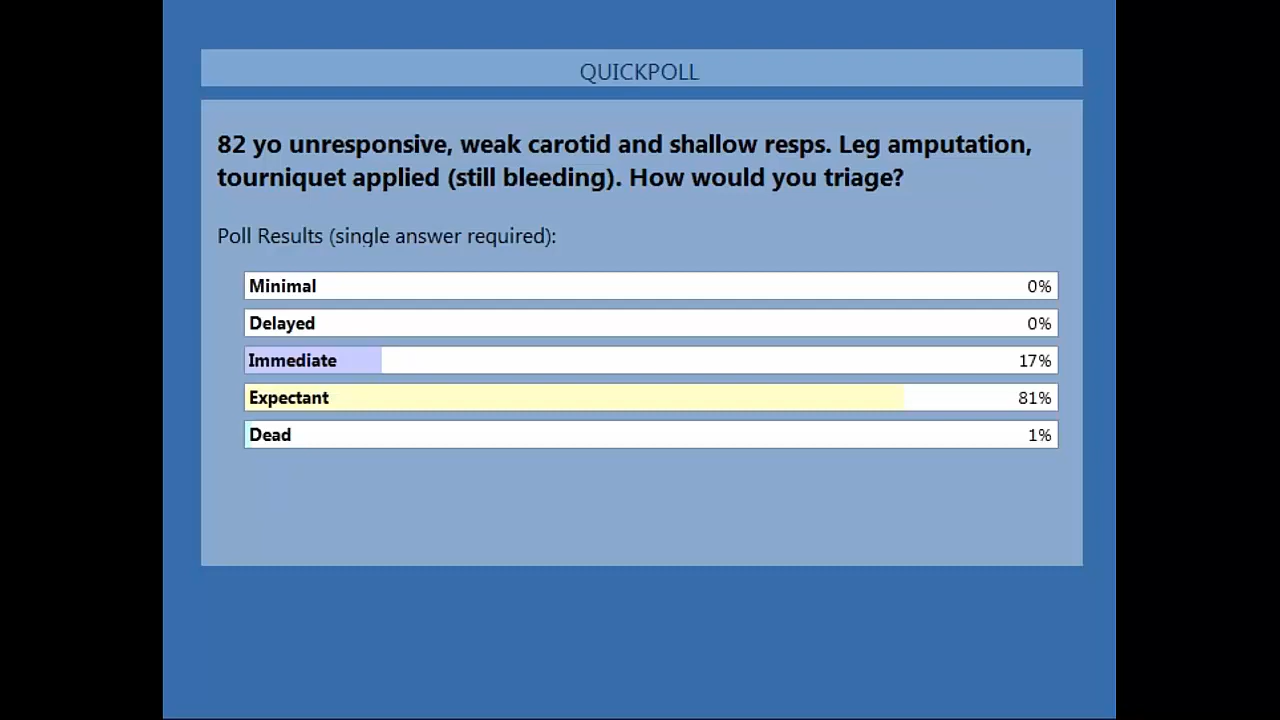 QUICKPOLL
82 yo unresponsive, weak carotid and shallow resps. Leg amputation,
tourniquet applied (still bleeding). How would you triage?
Poll Results (single answer required):
Minimal 0%
Delayed 0%
Immediate 17%
Expectant 81%
Dead 1%